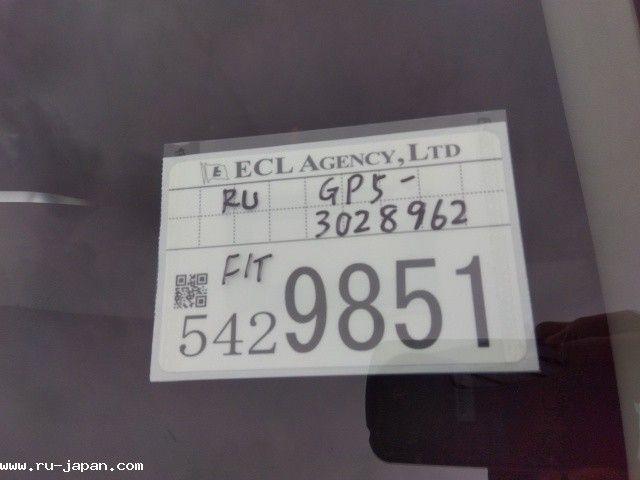 E ECL AGENCY, LTD
RU GP5-
3028962
FIT
5429851
www.ru-japan.com